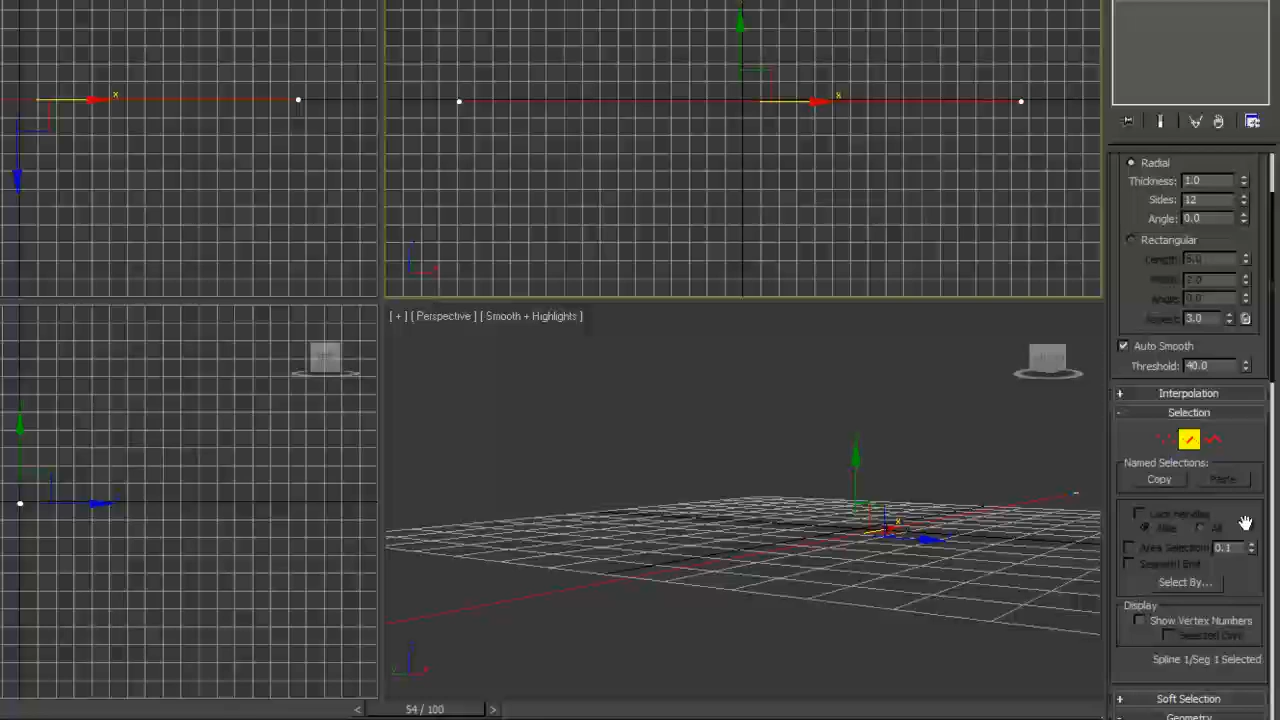 x
x
Radial
Thickness: 1.0
Sides: 12
Angle: 0.0
Rectangular
Length: 6.0
Width: 2.0
Angle: 0.0
Aspect: 3.0
[ + ] [ Perspective ] [ Smooth + Highlights ]
Auto Smooth
Threshold: 40.0
+ Interpolation
- Selection
Named Selections:
Copy Paste
Lock Handles
Alike All
Area Selection: 0.1
Segment End
Select By...
Display
Show Vertex Numbers
Selected Only
Spline 1/Seg 1 Selected
+ Soft Selection
- Geometry
x
< 54 / 100 >